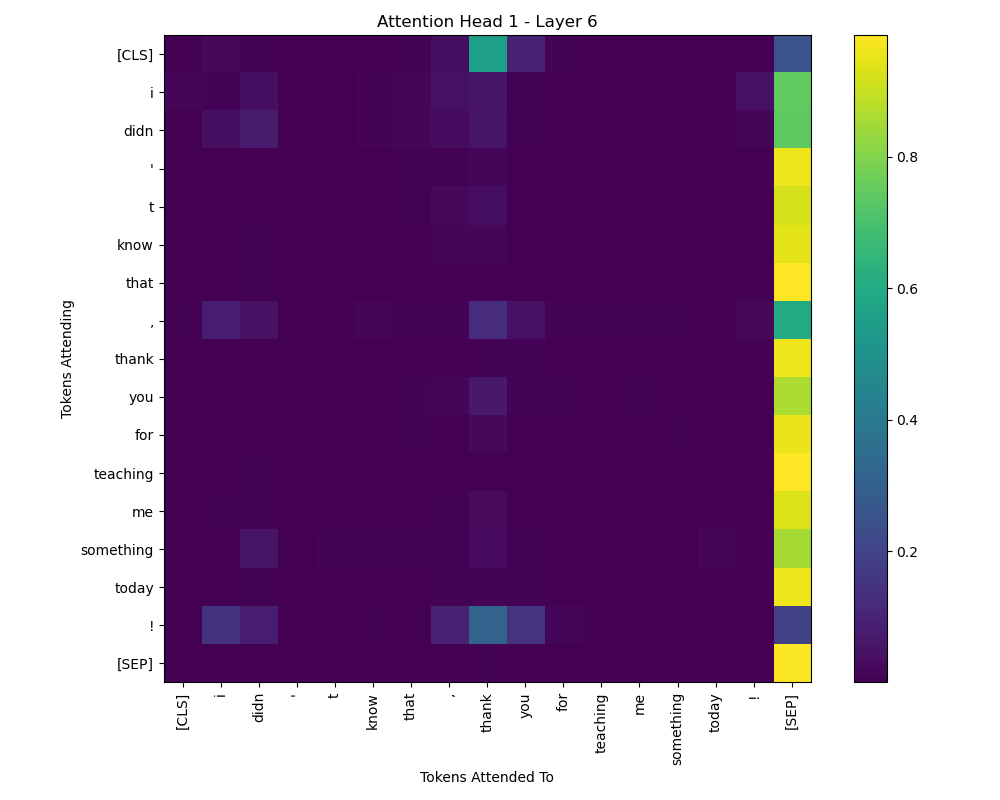 Attention Head 1 - Layer 6
[CLS]
i
didn
'
t
know
that
,
thank
you
for
teaching
me
something
today
!
[SEP]
Tokens Attending
[CLS]
i
didn
'
t
know
that
,
thank
you
for
teaching
me
something
today
!
[SEP]
Tokens Attended To
0.8
0.6
0.4
0.2